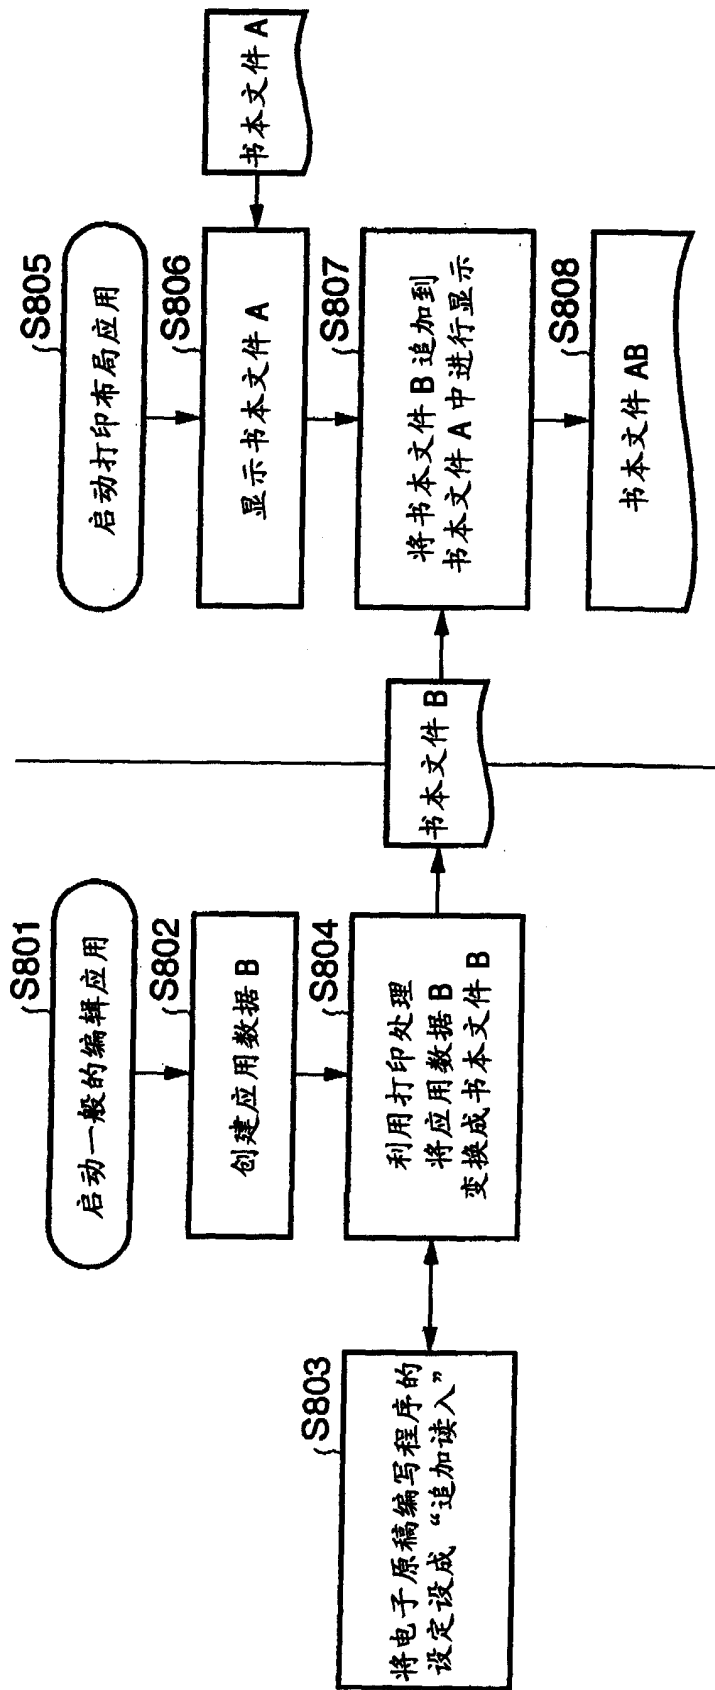 S801
启动一般的编辑应用
S802
创建应用数据 B
S803
将电子原稿编写程序的
设定设成“追加读入”
S804
利用打印处理
将应用数据 B
变换成书本文件 B
书本文件 B
S805
启动打印布局应用
S806
显示书本文件 A
书本文件 A
S807
将书本文件 B 追加到
书本文件 A 中进行显示
S808
书本文件 AB